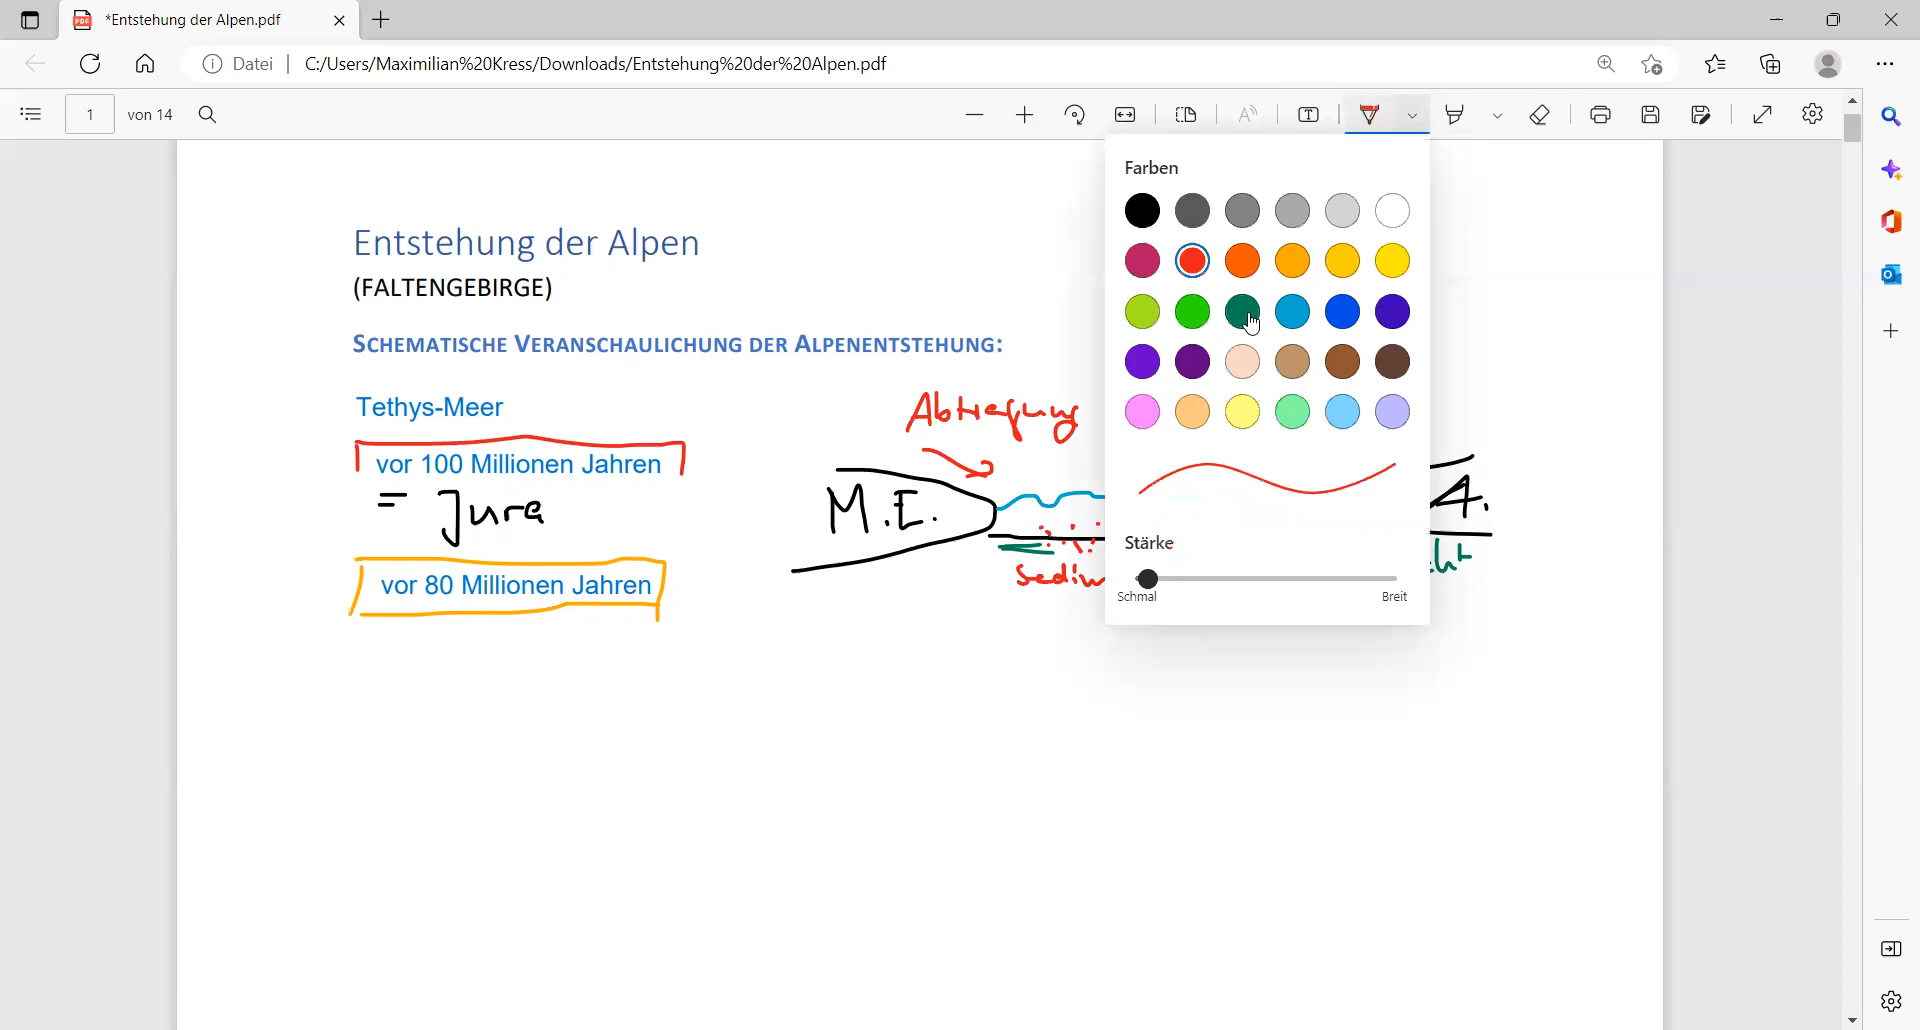 *Entstehung der Alpen.pdf
Datei | C:/Users/Maximilian%20Kress/Downloads/Entstehung%20der%20Alpen.pdf
1 von 14
Farben
Entstehung der Alpen
(FALTENGEBIRGE)
SCHEMATISCHE VERANSCHAULICHUNG DER ALPENENTSTEHUNG:
Tethys-Meer
Abtragung
vor 100 Millionen Jahren
= Jura
M.E.
A.
Stärke
Schmal Breit
vor 80 Millionen Jahren